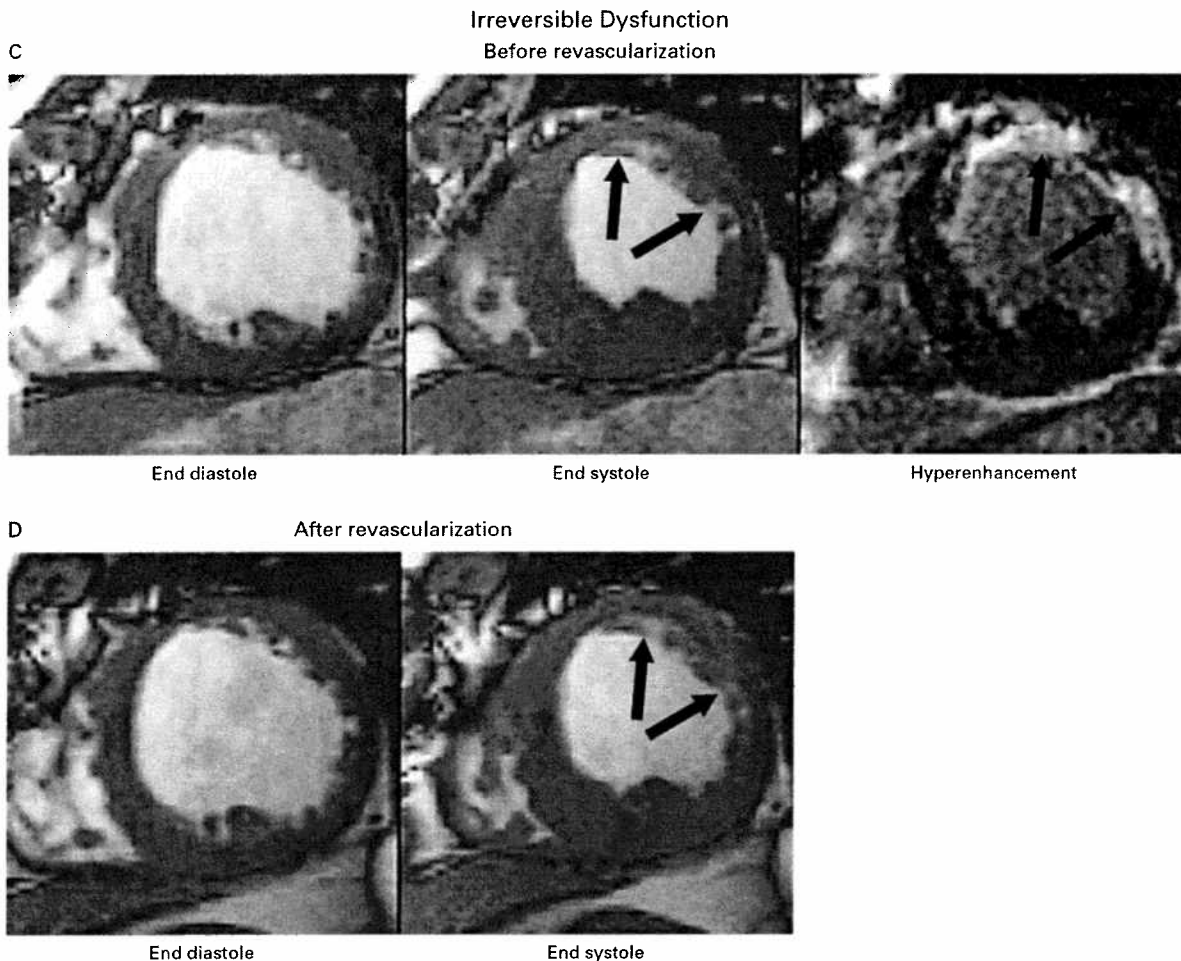 Irreversible Dysfunction
C Before revascularization
End diastole End systole Hyperenhancement
D After revascularization
End diastole End systole